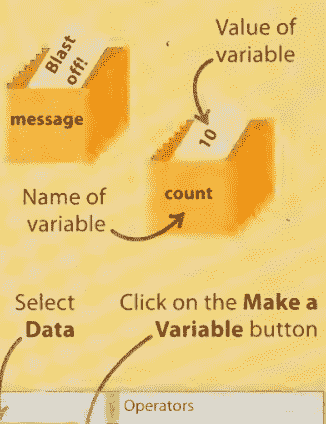 Value of
variable
Blast
off!
message
10
count
Name of
variable
Select
Data
Click on the Make a
Variable button
Operators